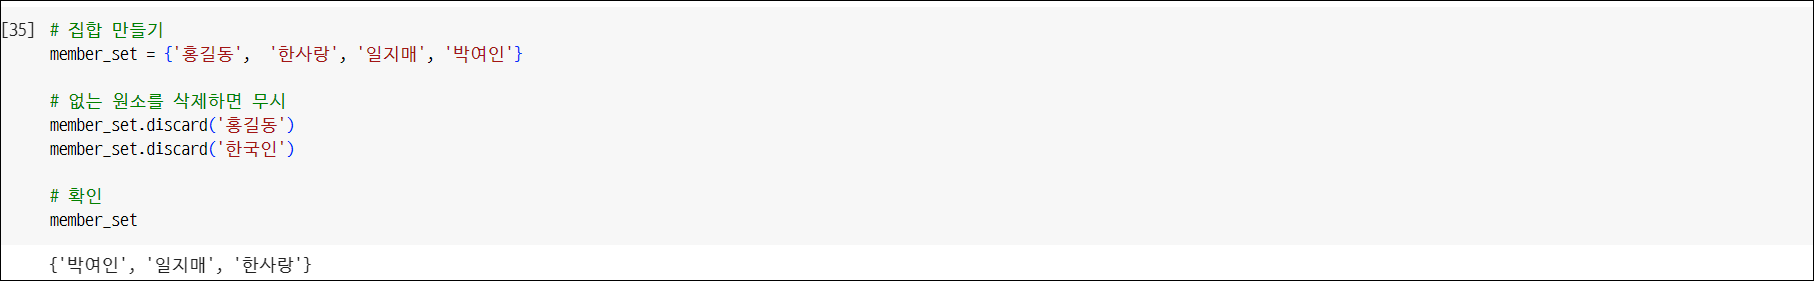 [35] # 집합 만들기
member_set = {'홍길동',  '한사랑', '일지매', '박여인'}
# 없는 원소를 삭제하면 무시
member_set.discard('홍길동')
member_set.discard('한국인')
# 확인
member_set
{'박여인', '일지매', '한사랑'}